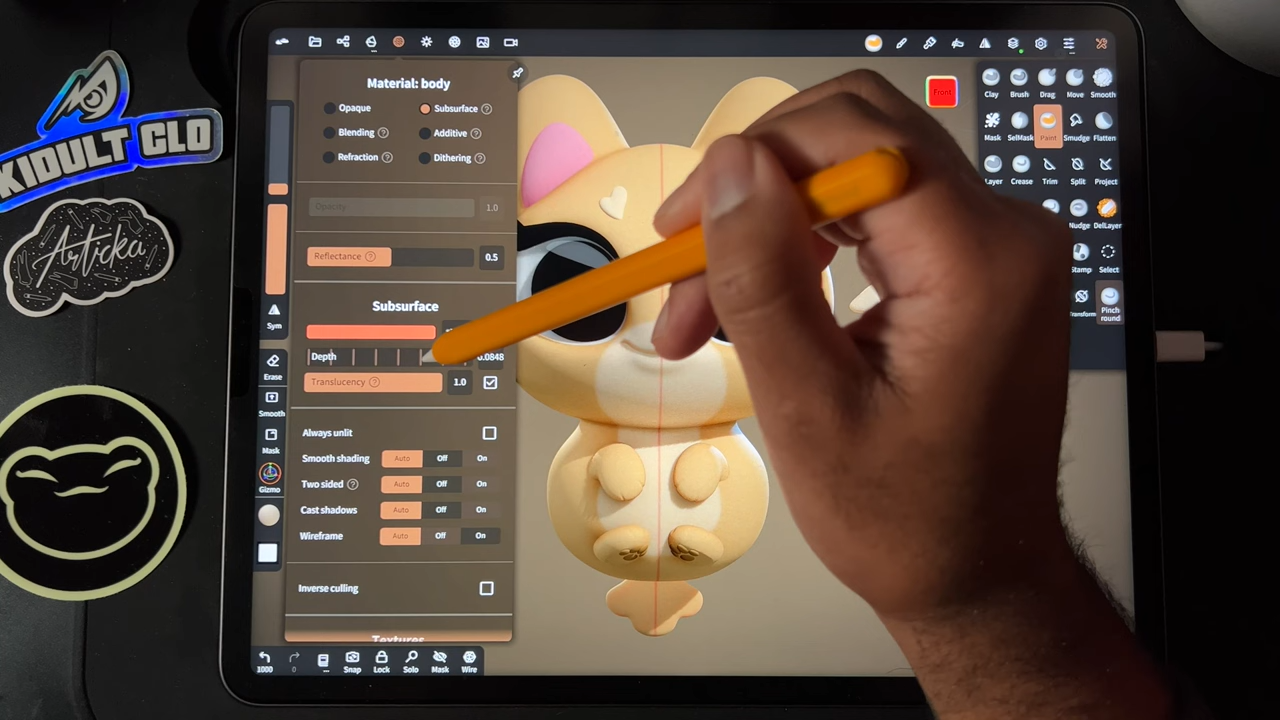 KIDULT CLO
Articka
Material: body
Opaque
Subsurface ?
Blending ?
Additive ?
Refraction ?
Dithering ?
Opacity
1.0
Reflectance ?
0.5
Subsurface
Depth
0.0848
Translucency ?
1.0
Always unlit
Smooth shading Auto Off On
Two sided ? Auto Off On
Cast shadows Auto Off On
Wireframe Auto Off On
Inverse culling
Textures
Sym
Erase
Smooth
Mask
Gizmo
1000
0
...
Snap
Lock
Solo
Mask
Wire
Front
Clay Brush Drag Move Smooth
Mask SelMask Paint Smudge Flatten
Layer Crease Trim Split Project
Nudge DelLayer
Stamp Select
Transform Pinch
round